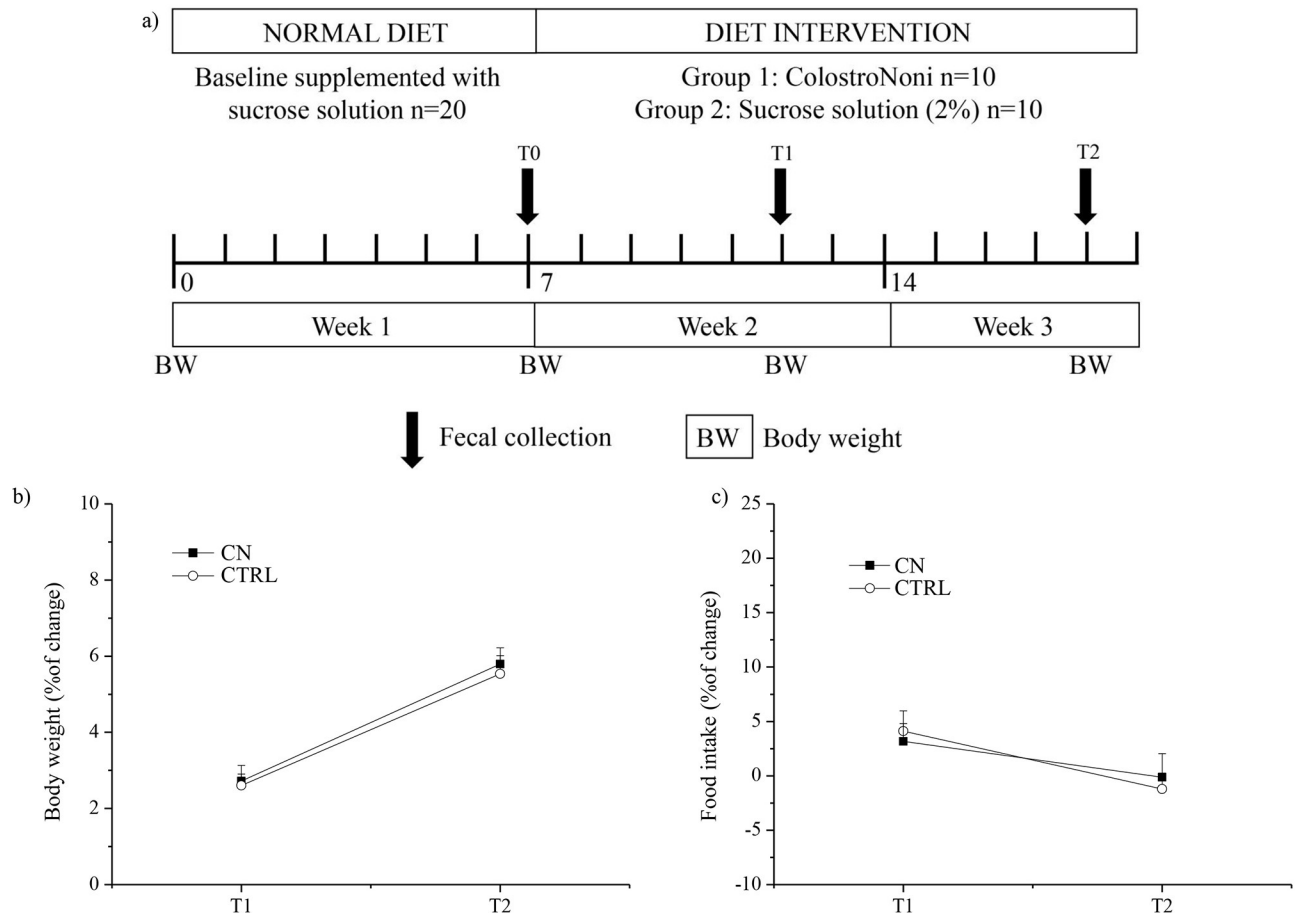 a)
NORMAL DIET
DIET INTERVENTION
Baseline supplemented with
sucrose solution n=20
Group 1: ColostroNoni n=10
Group 2: Sucrose solution (2%) n=10
T0
T1
T2
0
7
14
Week 1
Week 2
Week 3
BW
BW
BW
BW
Fecal collection
BW
Body weight
b)
10
8
6
4
2
0
Body weight (%of change)
CN
CTRL
T1
T2
c)
25
20
15
10
5
0
-5
-10
Food intake (%of change)
CN
CTRL
T1
T2